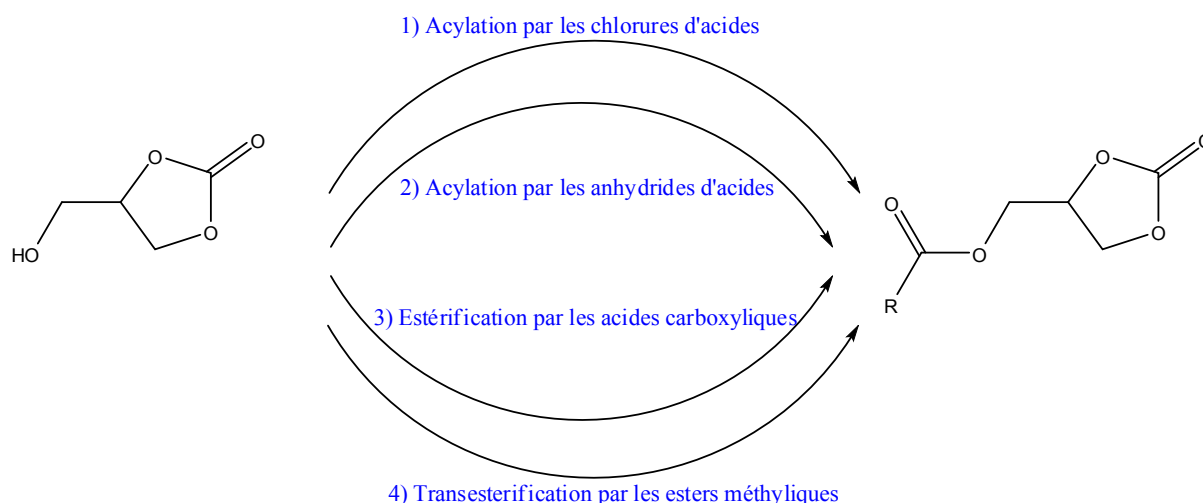 1) Acylation par les chlorures d'acides
2) Acylation par les anhydrides d'acides
3) Estérification par les acides carboxyliques
4) Transesterification par les esters méthyliques
O
O
O
HO
O
O
O
O
O
R